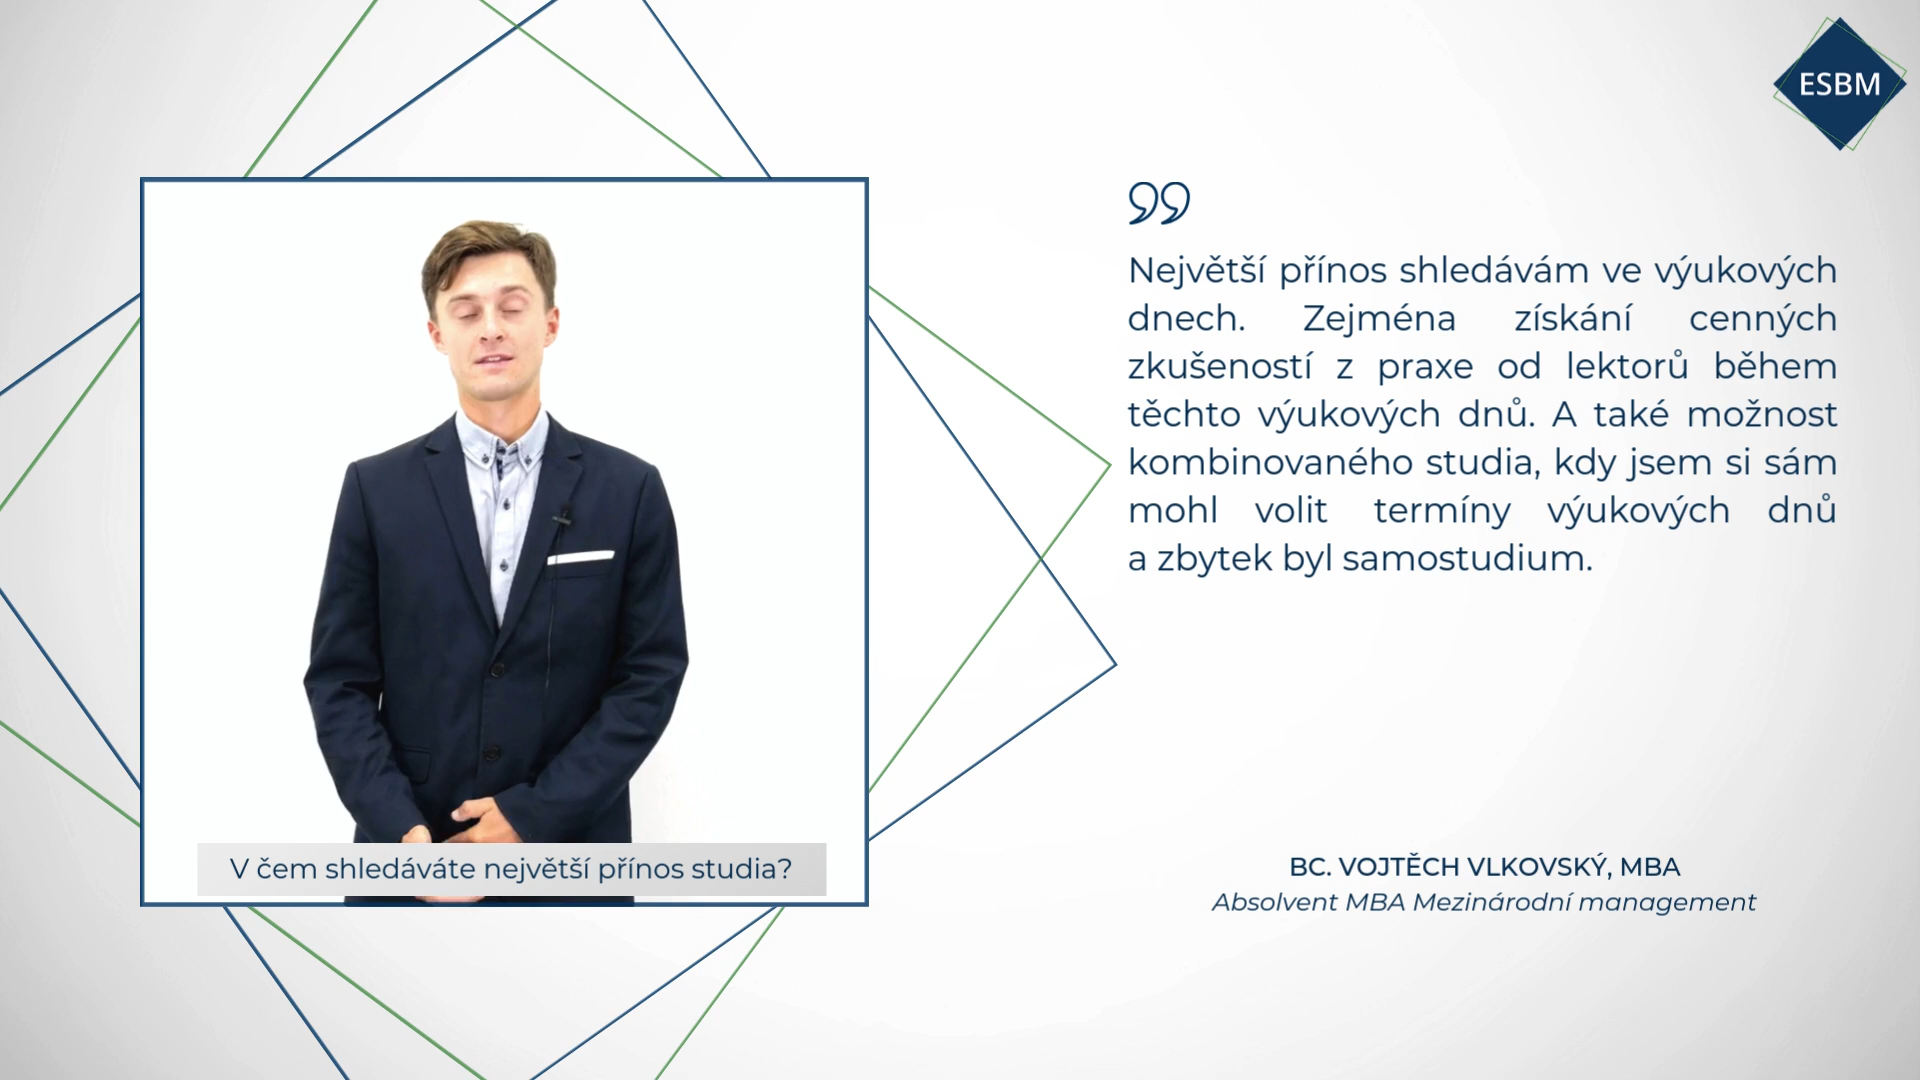 ESBM
Největší přínos shledávám ve výukových
dnech. Zejména získání cenných
zkušeností z praxe od lektorů během
těchto výukových dnů. A také možnost
kombinovaného studia, kdy jsem si sám
mohl volit termíny výukových dnů
a zbytek byl samostudium.
V čem shledáváte největší přínos studia?
BC. VOJTĚCH VLKOVSKÝ, MBA
Absolvent MBA Mezinárodní management